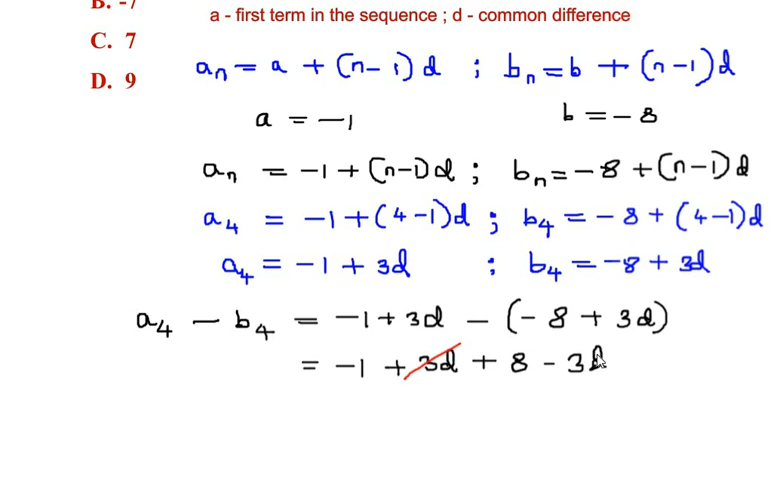 B. -7
a - first term in the sequence ; d - common difference
C. 7
D. 9
an = a + (n-1)d ; bn = b + (n-1)d
a = -1 b = -8
an = -1 + (n-1)d ; bn = -8 + (n-1)d
a4 = -1 + (4-1)d ; b4 = -8 + (4-1)d
a4 = -1 + 3d ; b4 = -8 + 3d
a4 - b4 = -1 + 3d - (-8 + 3d)
= -1 + 3d + 8 - 3d